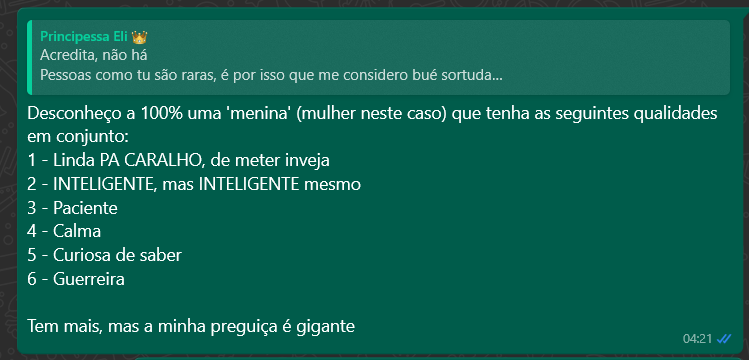 Principessa Eli 👑
Acredita, não há
Pessoas como tu são raras, é por isso que me considero bué sortuda...
Desconheço a 100% uma 'menina' (mulher neste caso) que tenha as seguintes qualidades
em conjunto:
1 - Linda PA CARALHO, de meter inveja
2 - INTELIGENTE, mas INTELIGENTE mesmo
3 - Paciente
4 - Calma
5 - Curiosa de saber
6 - Guerreira
Tem mais, mas a minha preguiça é gigante
04:21